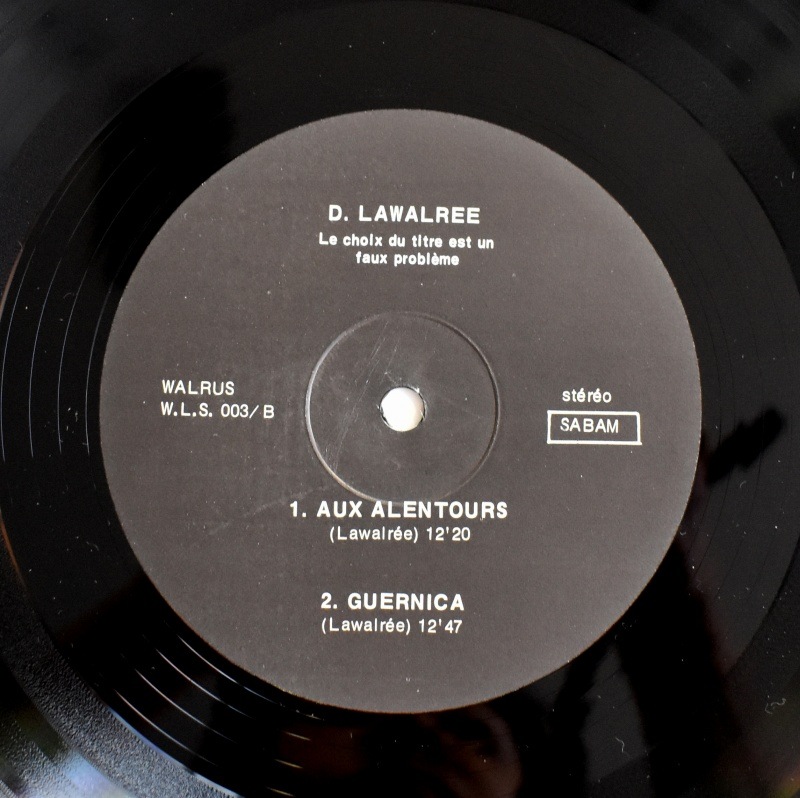 D. LAWALREE
Le choix du titre est un
faux problème
WALRUS
W.L.S. 003/B
stéréo
SABAM
1. AUX ALENTOURS
(Lawalrée) 12'20
2. GUERNICA
(Lawalrée) 12'47